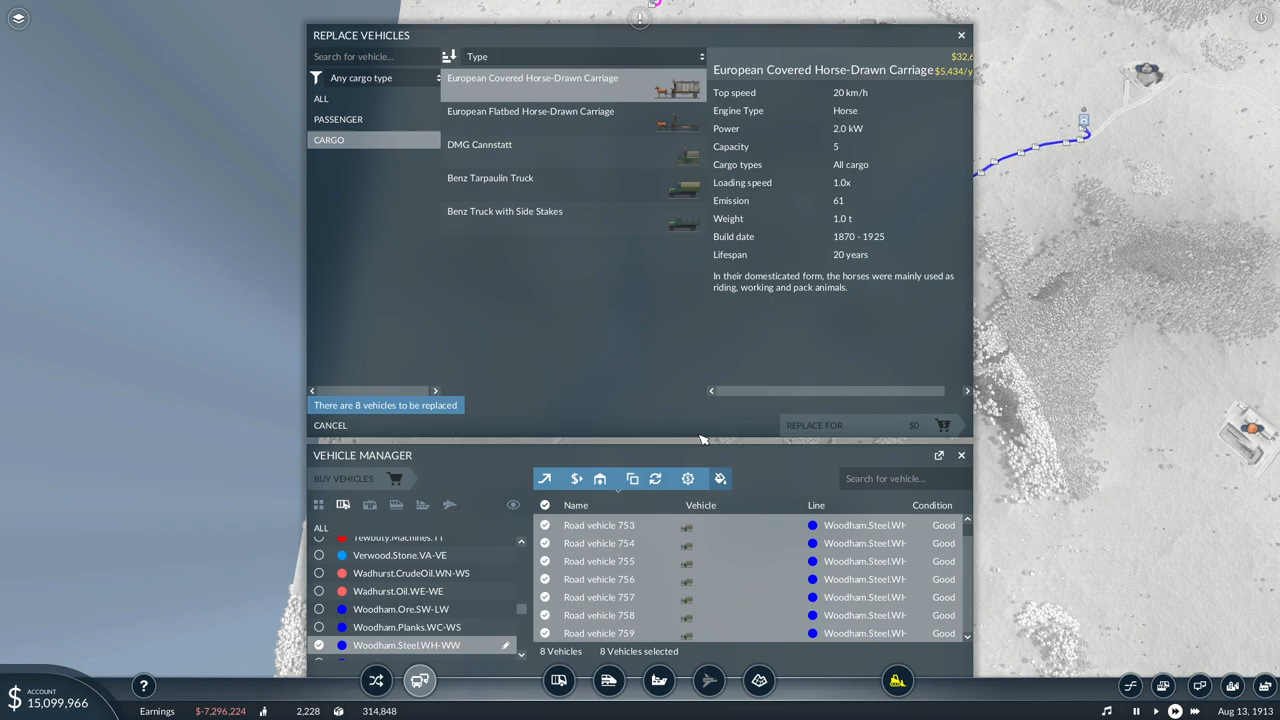 REPLACE VEHICLES
Search for vehicle...
Type
Any cargo type
ALL
PASSENGER
CARGO
European Covered Horse-Drawn Carriage
European Flatbed Horse-Drawn Carriage
DMG Cannstatt
Benz Tarpaulin Truck
Benz Truck with Side Stakes
$32,6
European Covered Horse-Drawn Carriage $5,434/y
Top speed 20 km/h
Engine Type Horse
Power 2.0 kW
Capacity 5
Cargo types All cargo
Loading speed 1.0x
Emission 61
Weight 1.0 t
Build date 1870 - 1925
Lifespan 20 years
In their domesticated form, the horses were mainly used as
riding, working and pack animals.
There are 8 vehicles to be replaced
CANCEL
REPLACE FOR $0
VEHICLE MANAGER
BUY VEHICLES
Search for vehicle...
ALL
Verwood.Stone.VA-VE
Wadhurst.CrudeOil.WN-WS
Wadhurst.Oil.WE-WE
Woodham.Ore.SW-LW
Woodham.Planks.WC-WS
Woodham.Steel.WH-WW
Name Vehicle Line Condition
Road vehicle 753 Woodham.Steel.WH Good
Road vehicle 754 Woodham.Steel.WH Good
Road vehicle 755 Woodham.Steel.WH Good
Road vehicle 756 Woodham.Steel.WH Good
Road vehicle 757 Woodham.Steel.WH Good
Road vehicle 758 Woodham.Steel.WH Good
Road vehicle 759 Woodham.Steel.WH Good
8 Vehicles 8 Vehicles selected
$ ACCOUNT
15,099,966
?
Earnings $-7,296,224 2,228 314,848
Aug 13, 1913